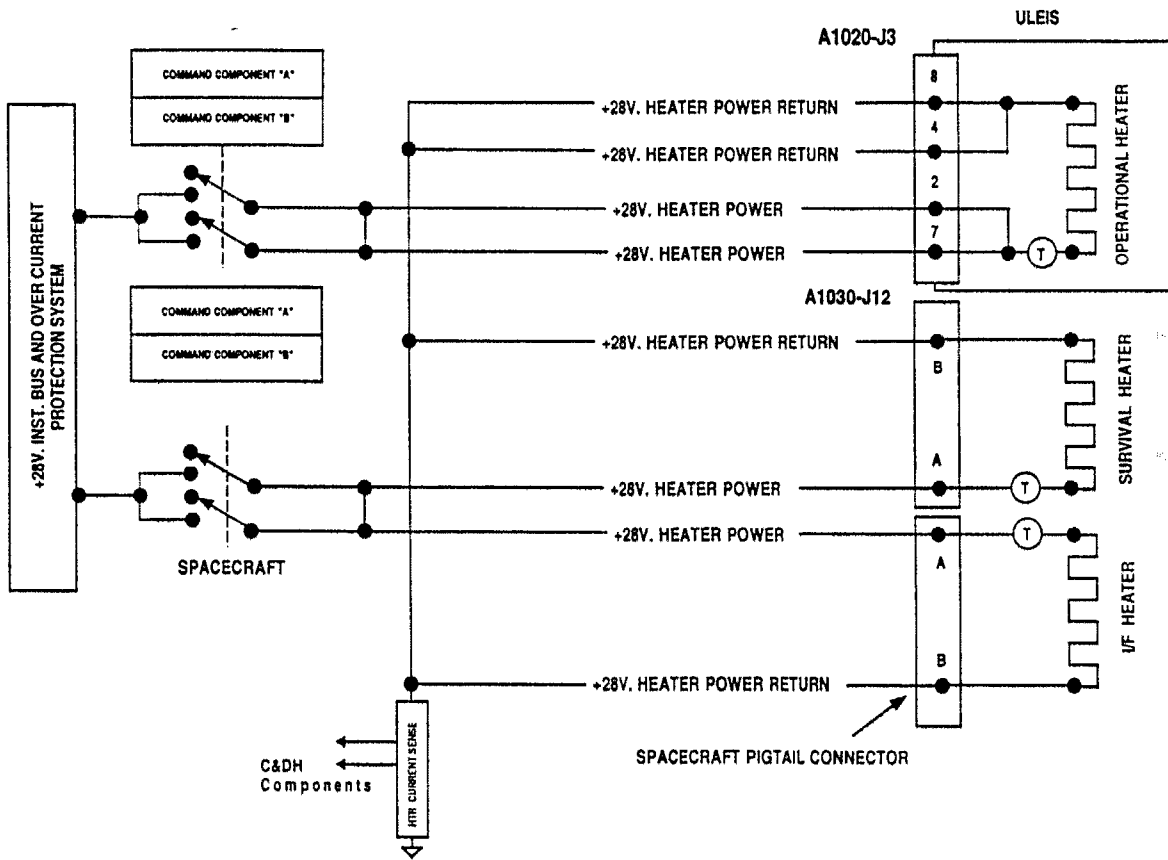 ULEIS
A1020-J3
COMMAND COMPONENT "A"
COMMAND COMPONENT "B"
8
+28V. HEATER POWER RETURN
4
+28V. HEATER POWER RETURN
2
+28V. HEATER POWER
7
+28V. HEATER POWER
T
OPERATIONAL HEATER
+28V. INST. BUS AND OVER CURRENT
PROTECTION SYSTEM
COMMAND COMPONENT "A"
COMMAND COMPONENT "B"
A1030-J12
+28V. HEATER POWER RETURN
B
A
+28V. HEATER POWER
T
SURVIVAL HEATER
+28V. HEATER POWER
T
A
SPACECRAFT
I/F HEATER
B
+28V. HEATER POWER RETURN
HTR CURRENT SENSE
C&DH
Components
SPACECRAFT PIGTAIL CONNECTOR